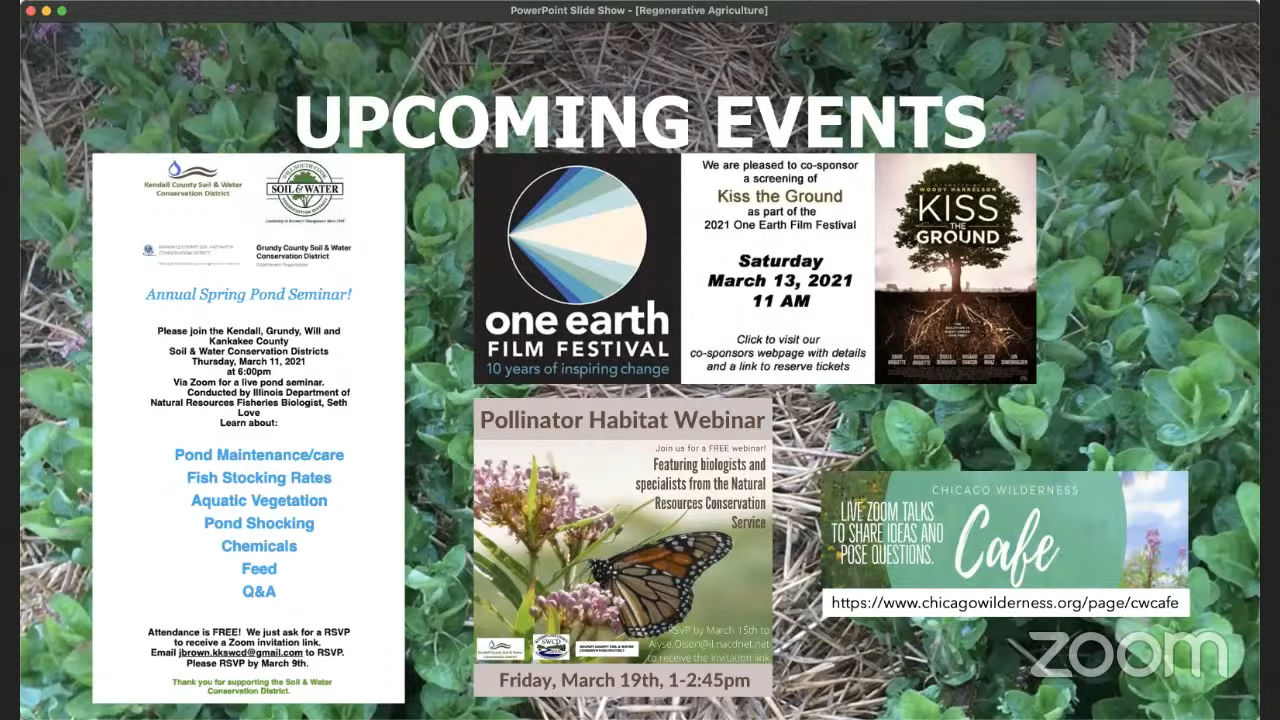 PowerPoint Slide Show - [Regenerative Agriculture]
UPCOMING EVENTS
Kendall County Soil & Water
Conservation District
SOIL & WATER
Grundy County Soil & Water
Conservation District
Annual Spring Pond Seminar!
Please join the Kendall, Grundy, Will and
Kankakee County
Soil & Water Conservation Districts
Thursday, March 11, 2021
at 6:00pm
Via Zoom for a live pond seminar.
Conducted by Illinois Department of
Natural Resources Fisheries Biologist, Seth
Love
Learn about:
Pond Maintenance/care
Fish Stocking Rates
Aquatic Vegetation
Pond Shocking
Chemicals
Feed
Q&A
Attendance is FREE! We just ask for a RSVP
to receive a Zoom invitation link.
Email jbrown.kkswcd@gmail.com to RSVP.
Please RSVP by March 9th.
Thank you for supporting the Soil & Water
Conservation District.
one earth
FILM FESTIVAL
10 years of inspiring change
We are pleased to co-sponsor
a screening of
Kiss the Ground
as part of the
2021 One Earth Film Festival
Saturday
March 13, 2021
11 AM
Click to visit our
co-sponsors webpage with details
and a link to reserve tickets
WOODY HARRELSON
KISS
THE
GROUND
Pollinator Habitat Webinar
Join us for a FREE webinar!
Featuring biologists and
specialists from the Natural
Resources Conservation
Service
RSVP by March 15th to
Alyse.Olson@il.nacdnet.net
to receive the invitation link
SWCD
Friday, March 19th, 1-2:45pm
CHICAGO WILDERNESS
LIVE ZOOM TALKS
TO SHARE IDEAS AND
POSE QUESTIONS.
Cafe
https://www.chicagowilderness.org/page/cwcafe
zoom